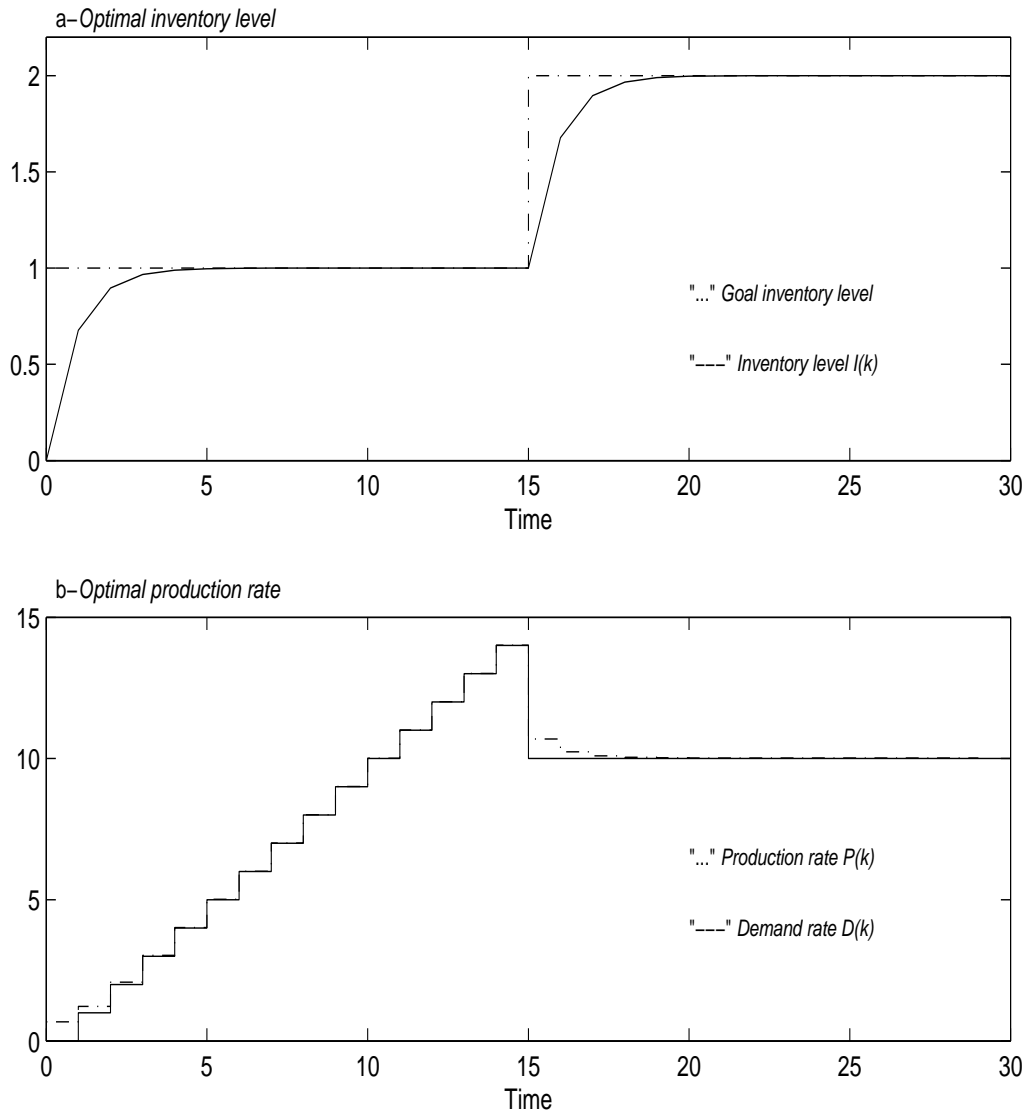 a–Optimal inventory level
2
1.5
1
"..." Goal inventory level
0.5
"–––" Inventory level I(k)
0
0 5 10 15 20 25 30
Time
b–Optimal production rate
15
10
"..." Production rate P(k)
5
"–––" Demand rate D(k)
0
0 5 10 15 20 25 30
Time